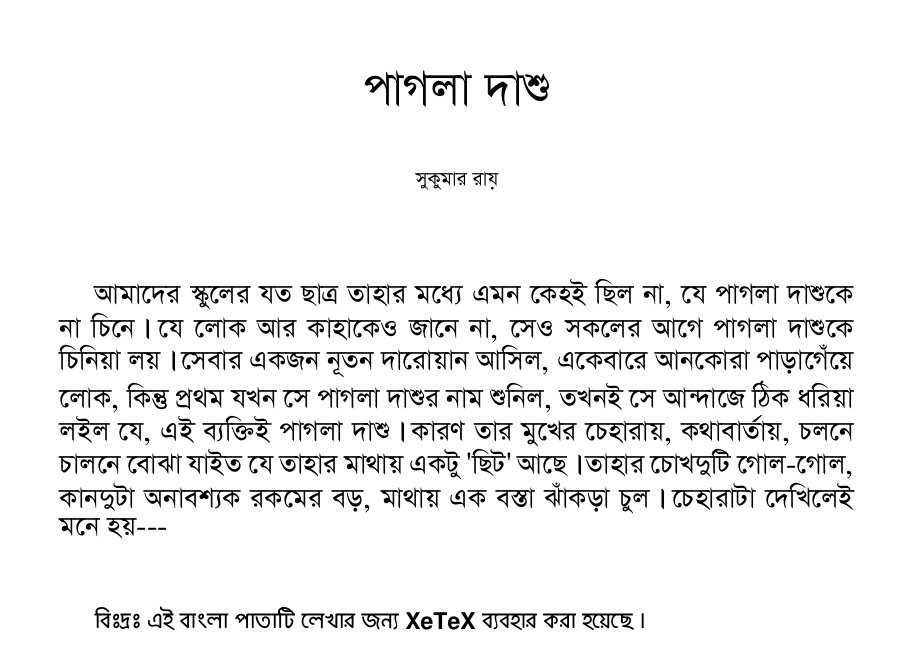 পাগলা দাশু
সুকুমার রায়
আমাদের স্কুলের যত ছাত্র তাহার মধ্যে এমন কেহই ছিল না, যে পাগলা দাশুকে
না চিনে। যে লোক আর কাহাকেও জানে না, সেও সকলের আগে পাগলা দাশুকে
চিনিয়া লয়। সেবার একজন নূতন দারোয়ান আসিল, একেবারে আনকোরা পাড়াগেঁয়ে
লোক, কিন্তু প্রথম যখন সে পাগলা দাশুর নাম শুনিল, তখনই সে আন্দাজে ঠিক ধরিয়া
লইল যে, এই ব্যক্তিই পাগলা দাশু। কারণ তার মুখের চেহারায়, কথাবার্তায়, চলনে
চালনে বোঝা যাইত যে তাহার মাথায় একটু 'ছিট' আছে। তাহার চোখদুটি গোল-গোল,
কানদুটা অনাবশ্যক রকমের বড়, মাথায় এক বস্তা ঝাঁকড়া চুল। চেহারাটা দেখিলেই
মনে হয়---
বিঃদ্রঃ এই বাংলা পাতাটি লেখার জন্য XeTeX ব্যবহার করা হয়েছে।